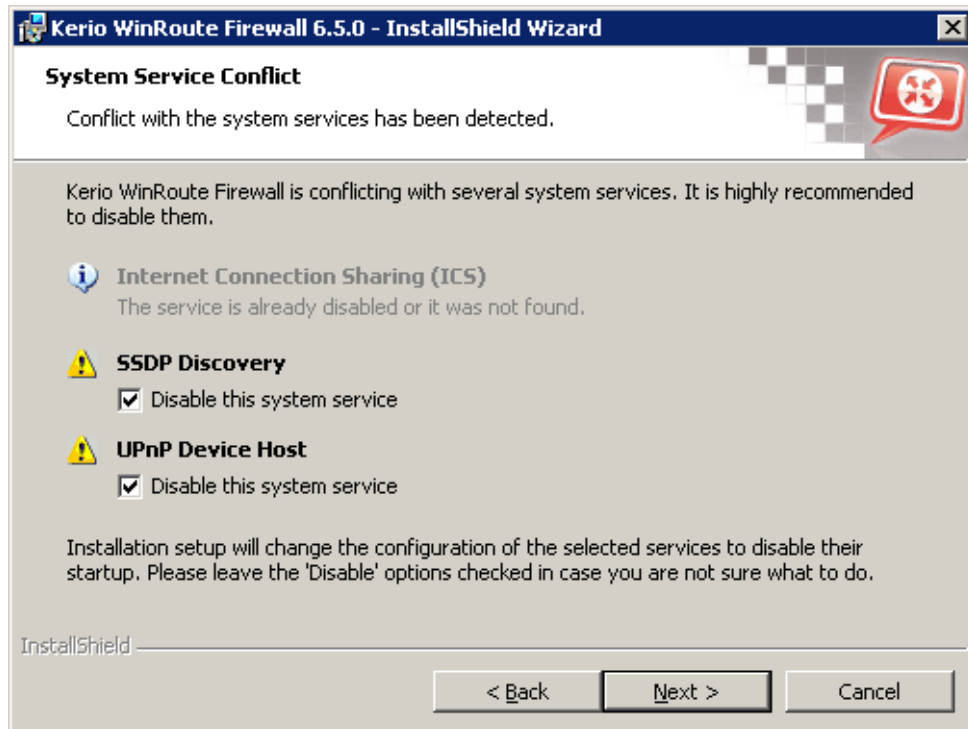 Kerio WinRoute Firewall 6.5.0 - InstallShield Wizard
System Service Conflict
Conflict with the system services has been detected.
Kerio WinRoute Firewall is conflicting with several system services. It is highly recommended
to disable them.
Internet Connection Sharing (ICS)
The service is already disabled or it was not found.
SSDP Discovery
Disable this system service
UPnP Device Host
Disable this system service
Installation setup will change the configuration of the selected services to disable their
startup. Please leave the 'Disable' options checked in case you are not sure what to do.
InstallShield
< Back
Next >
Cancel